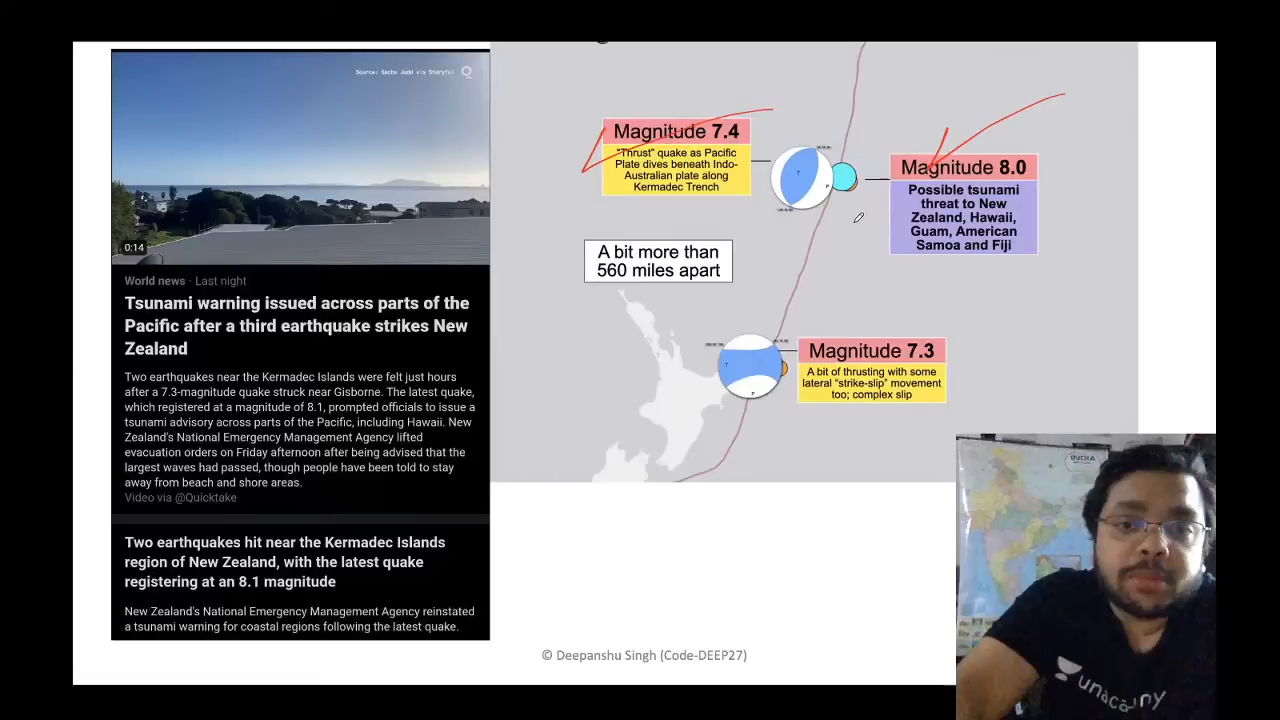 Source: Sacha Judd via Storyful
0:14
World news · Last night
Tsunami warning issued across parts of the
Pacific after a third earthquake strikes New
Zealand
Two earthquakes near the Kermadec Islands were felt just hours
after a 7.3-magnitude quake struck near Gisborne. The latest quake,
which registered at a magnitude of 8.1, prompted officials to issue a
tsunami advisory across parts of the Pacific, including Hawaii. New
Zealand's National Emergency Management Agency lifted
evacuation orders on Friday afternoon after being advised that the
largest waves had passed, though people have been told to stay
away from beach and shore areas.
Video via @Quicktake
Two earthquakes hit near the Kermadec Islands
region of New Zealand, with the latest quake
registering at an 8.1 magnitude
New Zealand's National Emergency Management Agency reinstated
a tsunami warning for coastal regions following the latest quake.
Magnitude 7.4
"Thrust" quake as Pacific
Plate dives beneath Indo-
Australian plate along
Kermadec Trench
T
P
Magnitude 8.0
Possible tsunami
threat to New
Zealand, Hawaii,
Guam, American
Samoa and Fiji
A bit more than
560 miles apart
T
P
Magnitude 7.3
A bit of thrusting with some
lateral "strike-slip" movement
too; complex slip
INDIA
unacademy
© Deepanshu Singh (Code-DEEP27)